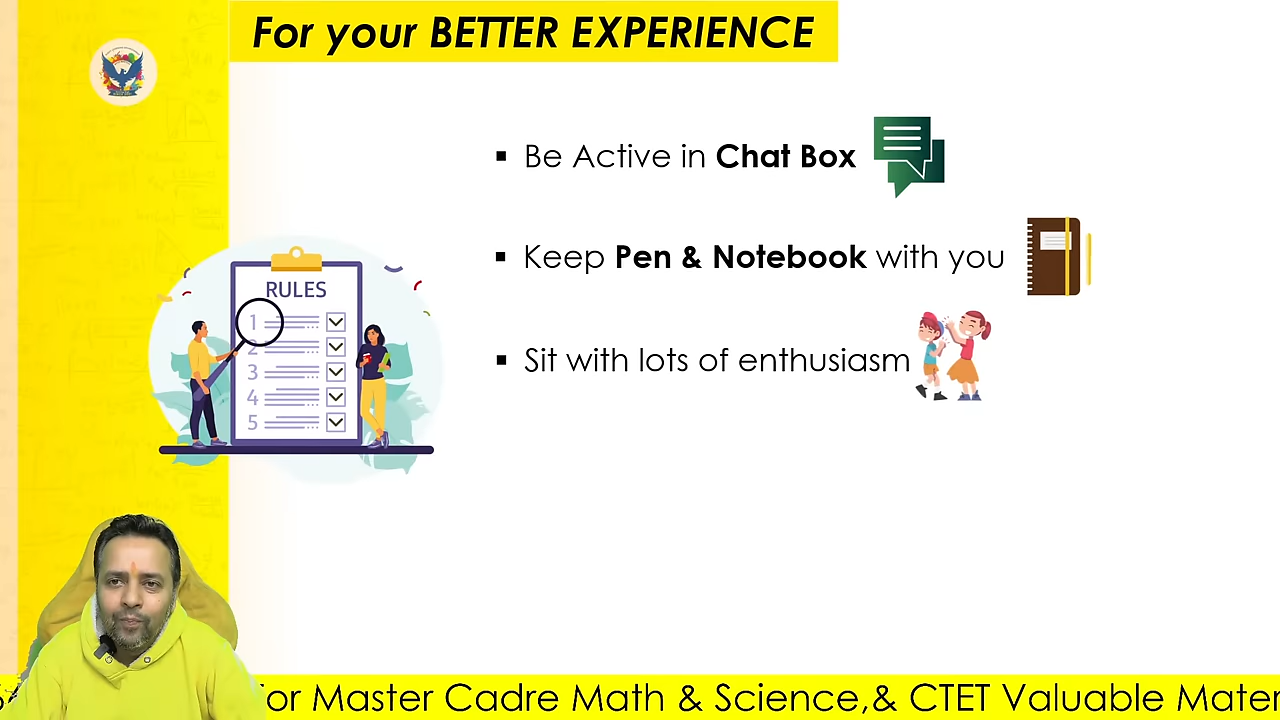 For your BETTER EXPERIENCE
Be Active in Chat Box
Keep Pen & Notebook with you
Sit with lots of enthusiasm
RULES
1
2
3
4
5
or Master Cadre Math & Science,& CTET Valuable Mater